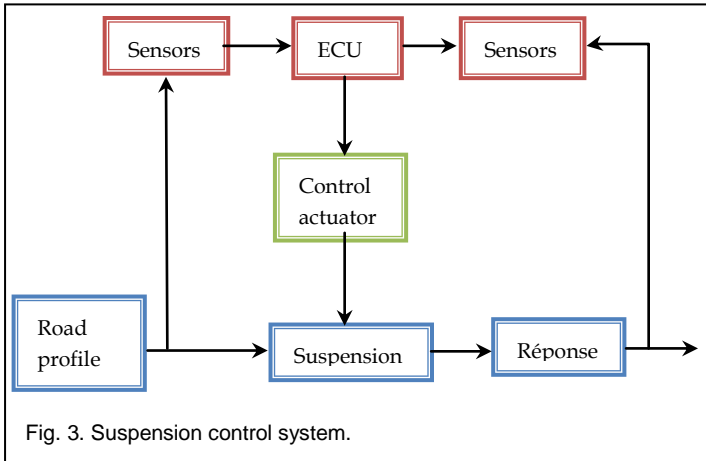 Sensors
ECU
Sensors
Control
actuator
Road
profile
Suspension
Réponse
Fig. 3. Suspension control system.